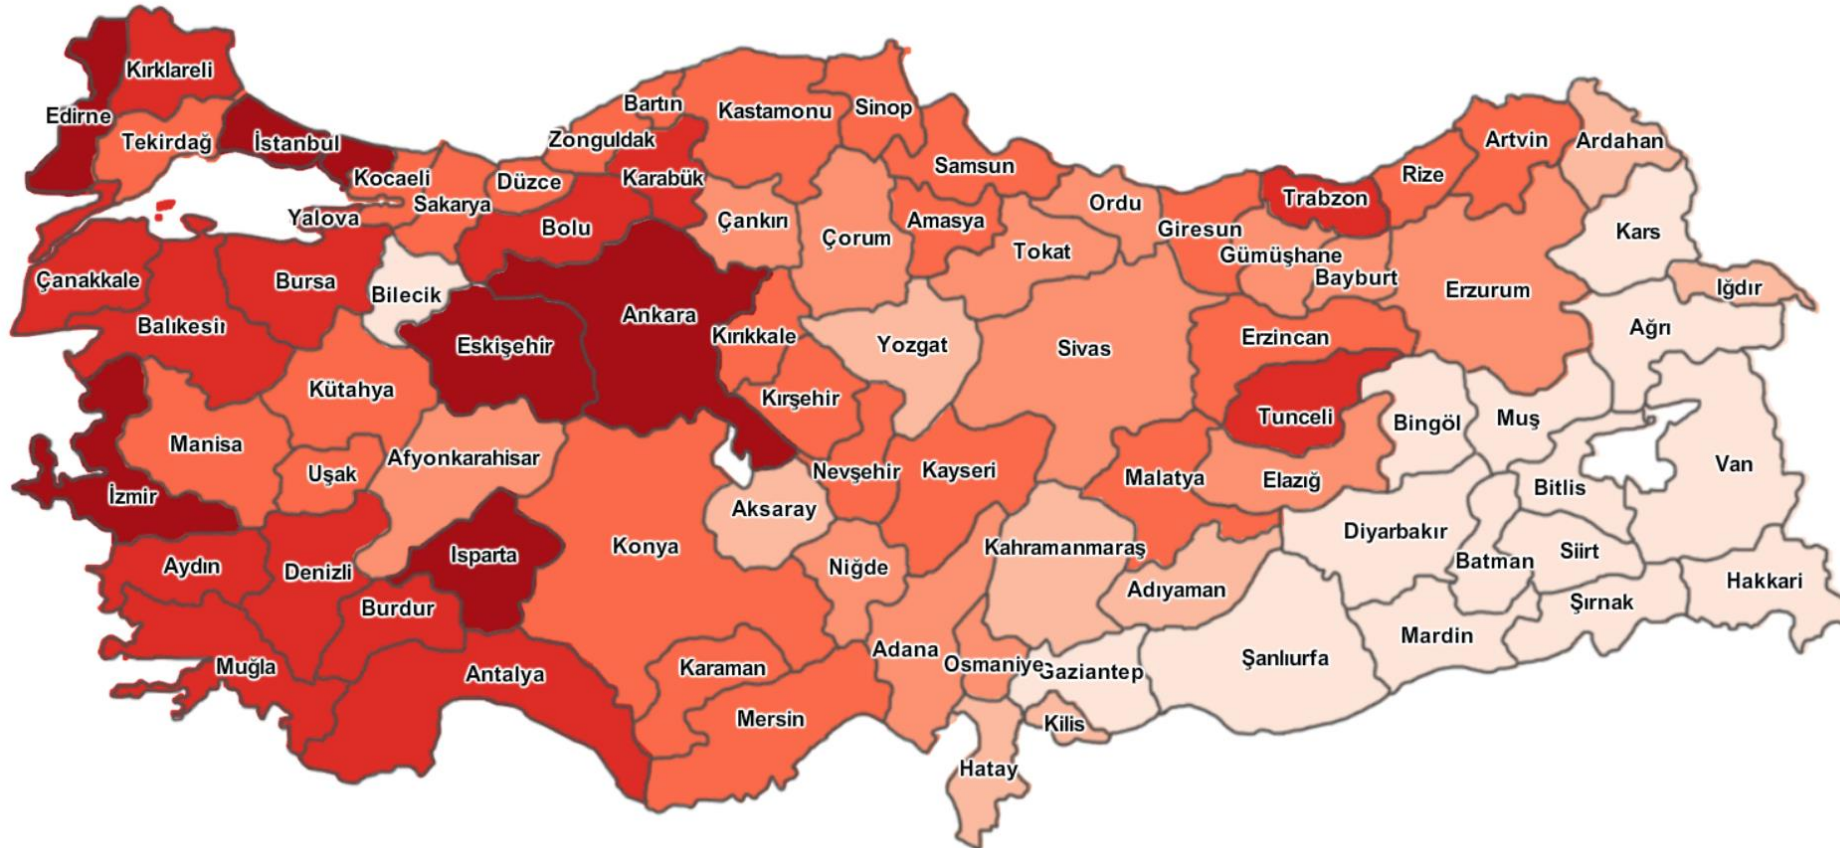 Kırklareli
Edirne
Tekirdağ
İstanbul
Kocaeli
Yalova
Sakarya
Düzce
Zonguldak
Bartın
Karabük
Kastamonu
Sinop
Samsun
Bolu
Çankırı
Çorum
Amasya
Tokat
Ordu
Giresun
Gümüşhane
Trabzon
Bayburt
Rize
Artvin
Ardahan
Kars
Iğdır
Ağrı
Erzurum
Erzincan
Çanakkale
Balıkesir
Bursa
Bilecik
Eskişehir
Ankara
Kırıkkale
Kırşehir
Yozgat
Sivas
Tunceli
Bingöl
Muş
Van
Bitlis
Kütahya
Manisa
Uşak
Afyonkarahisar
İzmir
Nevşehir
Kayseri
Malatya
Elazığ
Aksaray
Diyarbakır
Batman
Siirt
Hakkari
Şırnak
Mardin
Aydın
Denizli
Isparta
Burdur
Konya
Niğde
Kahramanmaraş
Adıyaman
Muğla
Antalya
Karaman
Mersin
Adana
Osmaniye
Gaziantep
Şanlıurfa
Kilis
Hatay